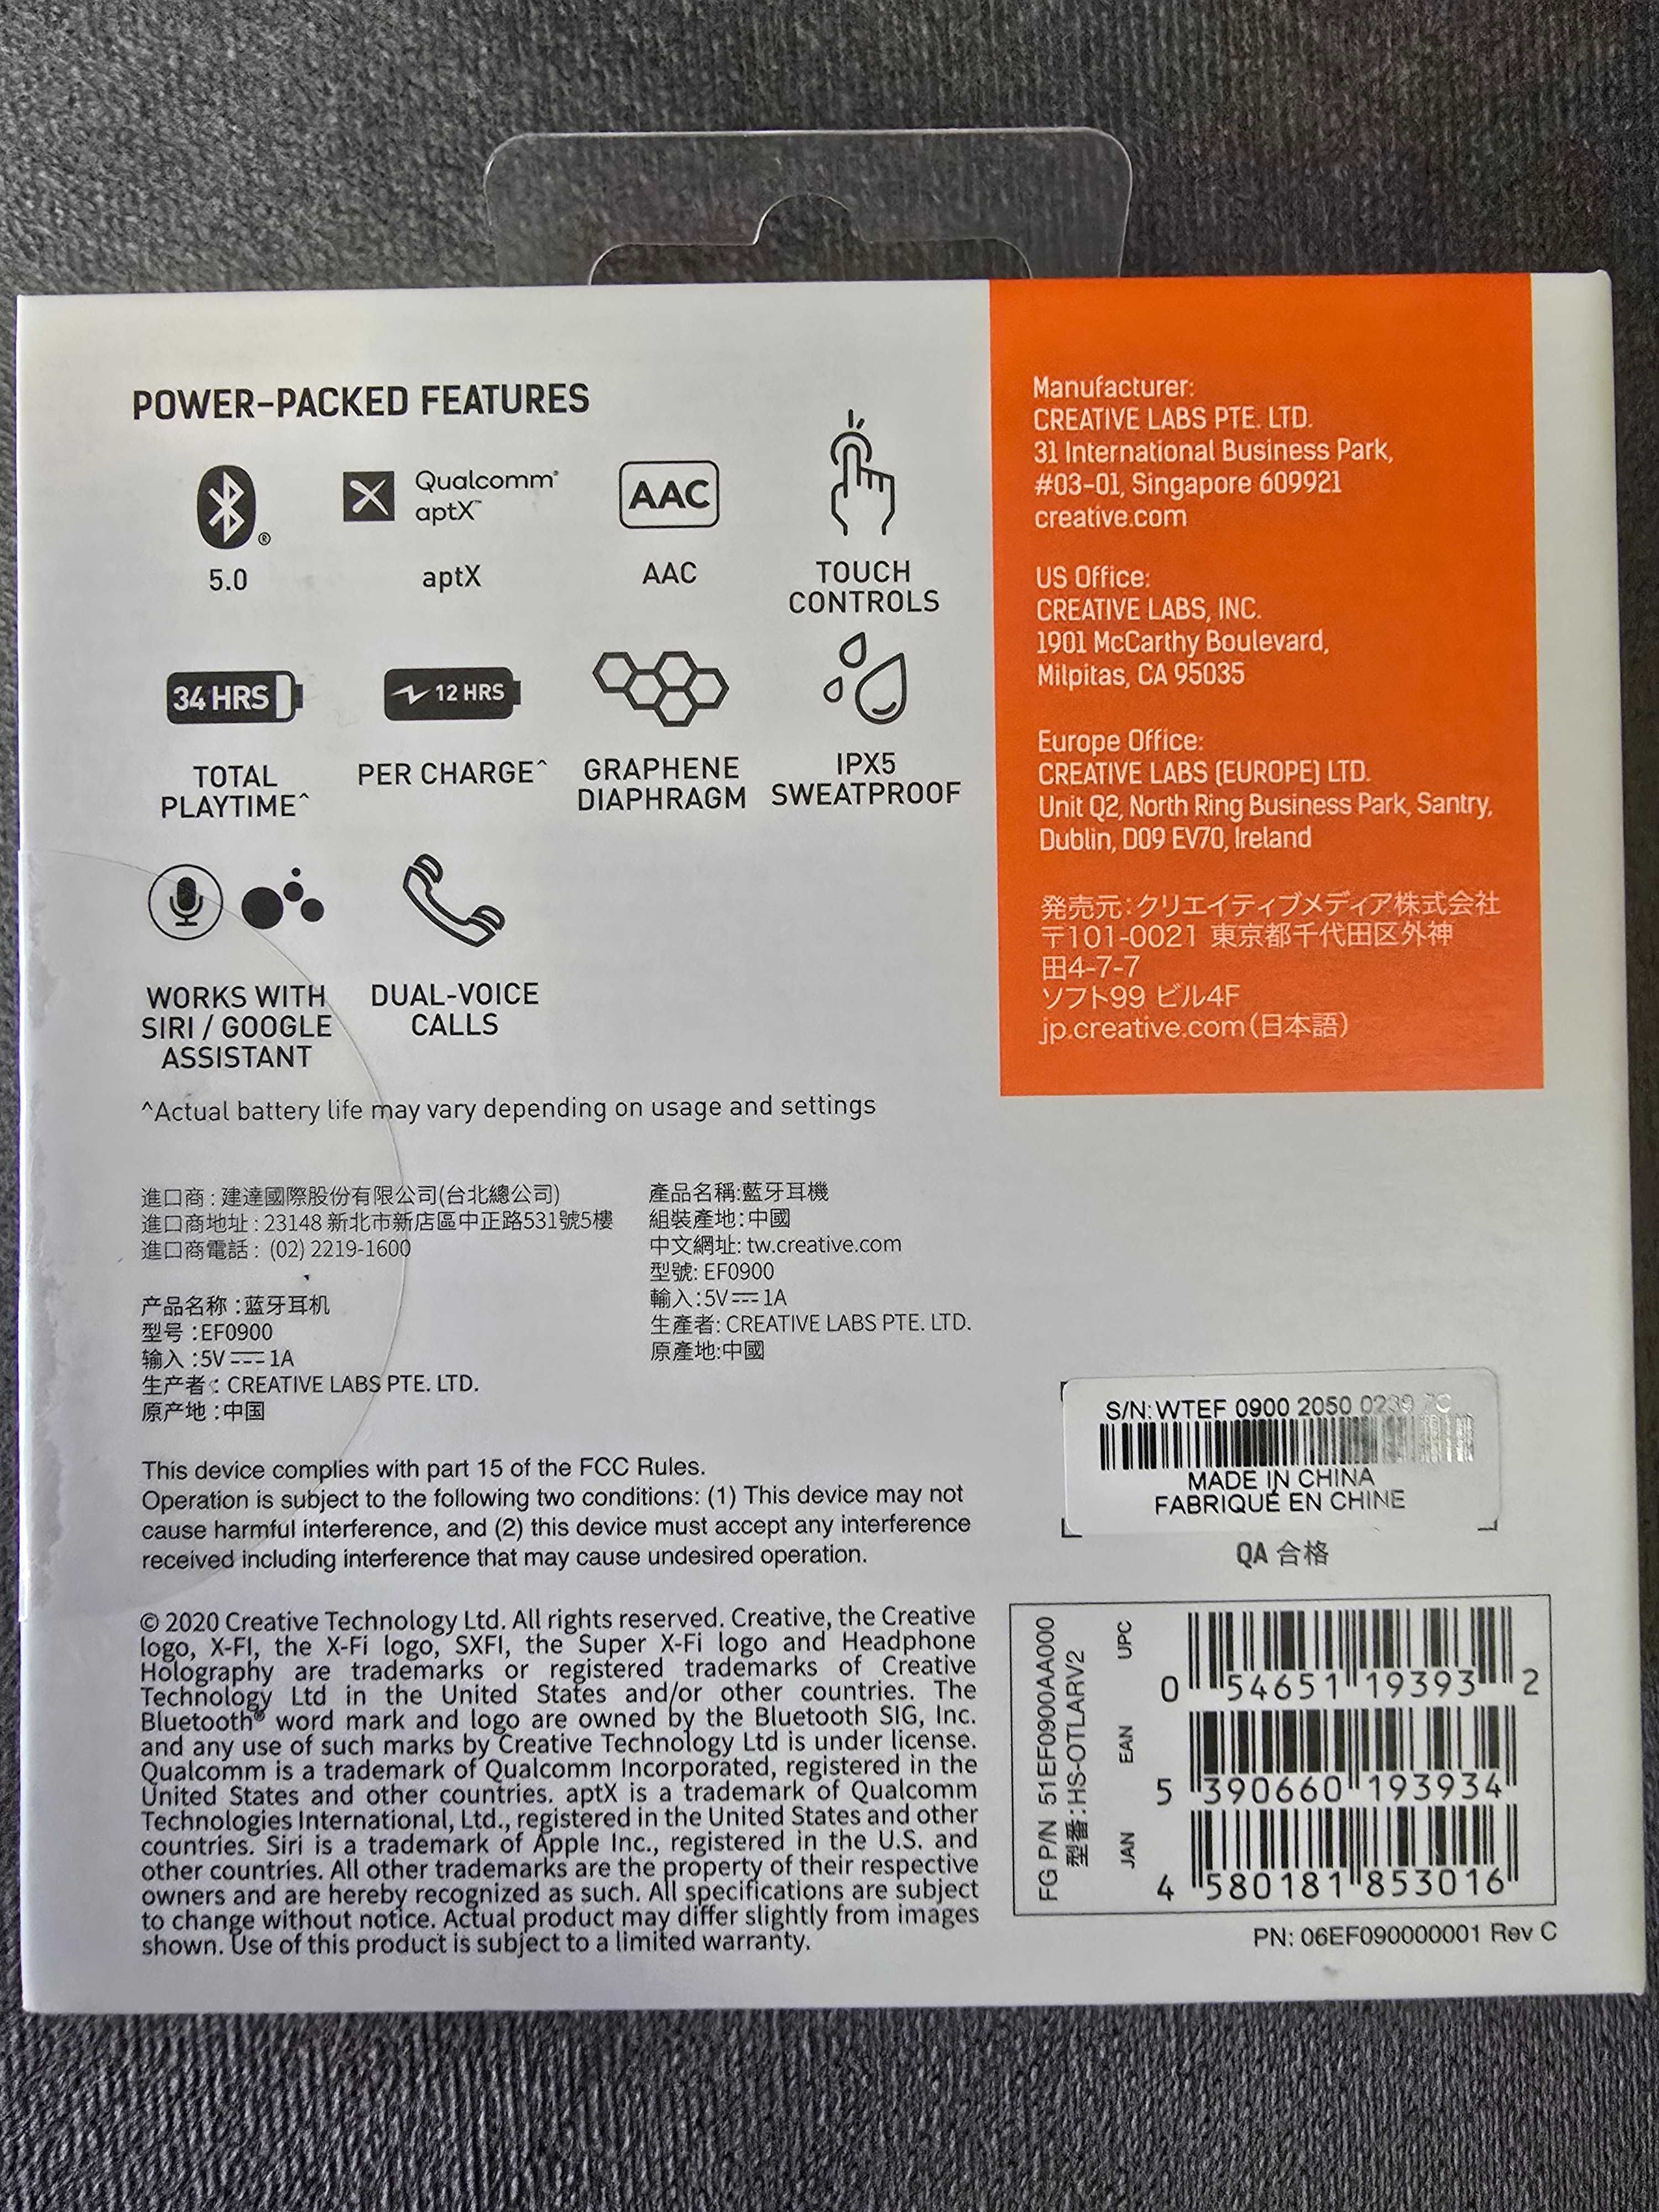 POWER-PACKED FEATURES
®
5.0
Qualcomm®
aptX™
aptX
AAC
AAC
TOUCH
CONTROLS
34 HRS
TOTAL
PLAYTIME^
12 HRS
PER CHARGE^
GRAPHENE
DIAPHRAGM
IPX5
SWEATPROOF
WORKS WITH
SIRI / GOOGLE
ASSISTANT
DUAL-VOICE
CALLS
^Actual battery life may vary depending on usage and settings
Manufacturer:
CREATIVE LABS PTE. LTD.
31 International Business Park,
#03-01, Singapore 609921
creative.com
US Office:
CREATIVE LABS, INC.
1901 McCarthy Boulevard,
Milpitas, CA 95035
Europe Office:
CREATIVE LABS (EUROPE) LTD.
Unit Q2, North Ring Business Park, Santry,
Dublin, D09 EV70, Ireland
発売元:クリエイティブメディア株式会社
〒101-0021 東京都千代田区外神
田4-7-7
ソフト99 ビル4F
jp.creative.com(日本語)
進口商 : 建達國際股份有限公司(台北總公司)
進口商地址 : 23148 新北市新店區中正路531號5樓
進口商電話 : (02) 2219-1600
产品名称 :蓝牙耳机
型号 :EF0900
输入 :5V⎓1A
生产者 : CREATIVE LABS PTE. LTD.
原产地 :中国
產品名稱:藍牙耳機
組裝產地:中國
中文網址: tw.creative.com
型號: EF0900
輸入:5V⎓1A
生產者: CREATIVE LABS PTE. LTD.
原產地:中國
This device complies with part 15 of the FCC Rules.
Operation is subject to the following two conditions: (1) This device may not
cause harmful interference, and (2) this device must accept any interference
received including interference that may cause undesired operation.
© 2020 Creative Technology Ltd. All rights reserved. Creative, the Creative
logo, X-FI, the X-Fi logo, SXFI, the Super X-Fi logo and Headphone
Holography are trademarks or registered trademarks of Creative
Technology Ltd in the United States and/or other countries. The
Bluetooth® word mark and logo are owned by the Bluetooth SIG, Inc.
and any use of such marks by Creative Technology Ltd is under license.
Qualcomm is a trademark of Qualcomm Incorporated, registered in the
United States and other countries. aptX is a trademark of Qualcomm
Technologies International, Ltd., registered in the United States and other
countries. Siri is a trademark of Apple Inc., registered in the U.S. and
other countries. All other trademarks are the property of their respective
owners and are hereby recognized as such. All specifications are subject
to change without notice. Actual product may differ slightly from images
shown. Use of this product is subject to a limited warranty.
S/N: WTEF 0900 2050
MADE IN CHINA
FABRIQUÉ EN CHINE
QA 合格
FG P/N 51EF0900AA000
型番:HS-OTLARV2
UPC
0 54651 19393 2
EAN
5 390660 193934
JAN
4 580181 853016
PN: 06EF090000001 Rev C